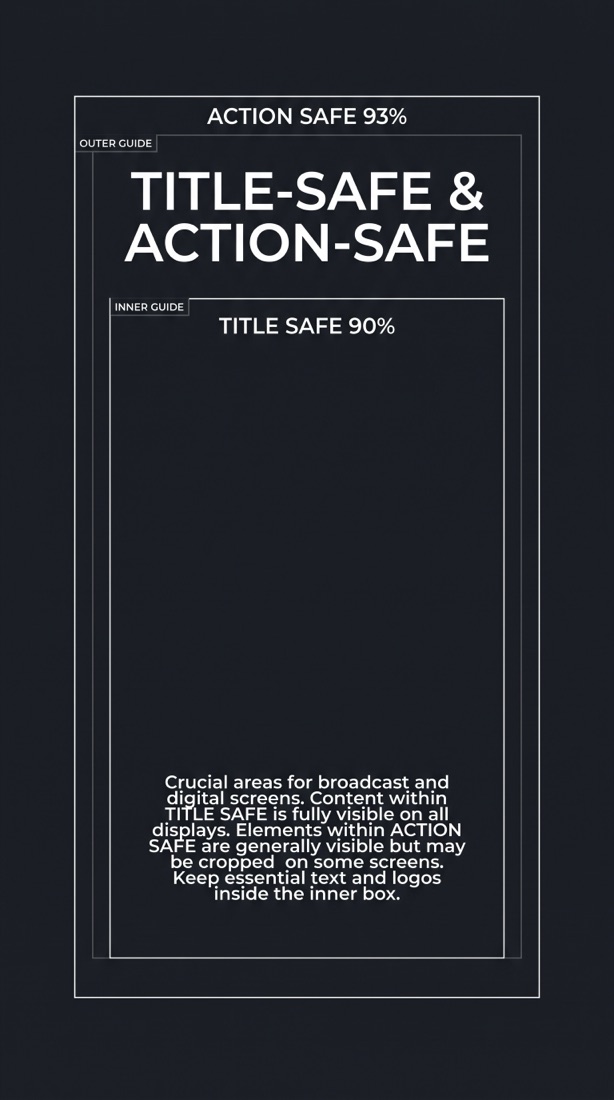 ACTION SAFE 93%
OUTER GUIDE
TITLE-SAFE &
ACTION-SAFE
INNER GUIDE
TITLE SAFE 90%
Crucial areas for broadcast and
digital screens. Content within
TITLE SAFE is fully visible on all
displays. Elements within ACTION
SAFE are generally visible but may
be cropped  on some screens.
Keep essential text and logos
inside the inner box.